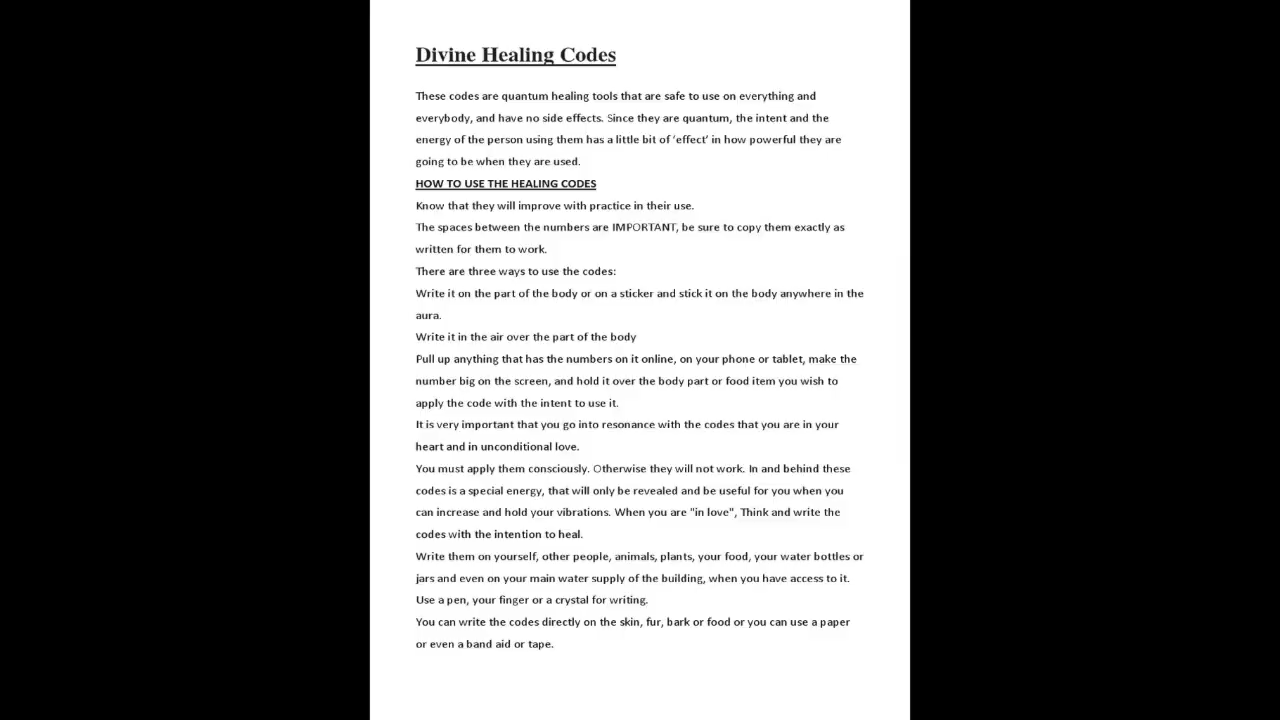 Divine Healing Codes
These codes are quantum healing tools that are safe to use on everything and
everybody, and have no side effects. Since they are quantum, the intent and the
energy of the person using them has a little bit of ‘effect’ in how powerful they are
going to be when they are used.
HOW TO USE THE HEALING CODES
Know that they will improve with practice in their use.
The spaces between the numbers are IMPORTANT, be sure to copy them exactly as
written for them to work.
There are three ways to use the codes:
Write it on the part of the body or on a sticker and stick it on the body anywhere in the
aura.
Write it in the air over the part of the body
Pull up anything that has the numbers on it online, on your phone or tablet, make the
number big on the screen, and hold it over the body part or food item you wish to
apply the code with the intent to use it.
It is very important that you go into resonance with the codes that you are in your
heart and in unconditional love.
You must apply them consciously. Otherwise they will not work. In and behind these
codes is a special energy, that will only be revealed and be useful for you when you
can increase and hold your vibrations. When you are "in love", Think and write the
codes with the intention to heal.
Write them on yourself, other people, animals, plants, your food, your water bottles or
jars and even on your main water supply of the building, when you have access to it.
Use a pen, your finger or a crystal for writing.
You can write the codes directly on the skin, fur, bark or food or you can use a paper
or even a band aid or tape.